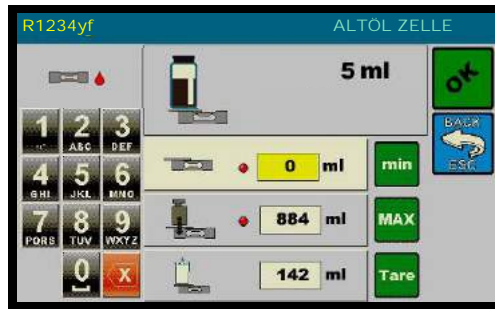 R1234yf ALTÖL ZELLE
5 ml
OK
BACK
ESC
1 2 3
ABC DEF
4 5 6
GHI JKL MNO
7 8 9
PQRS TUV WXYZ
0 X
0 ml min
884 ml MAX
142 ml Tare